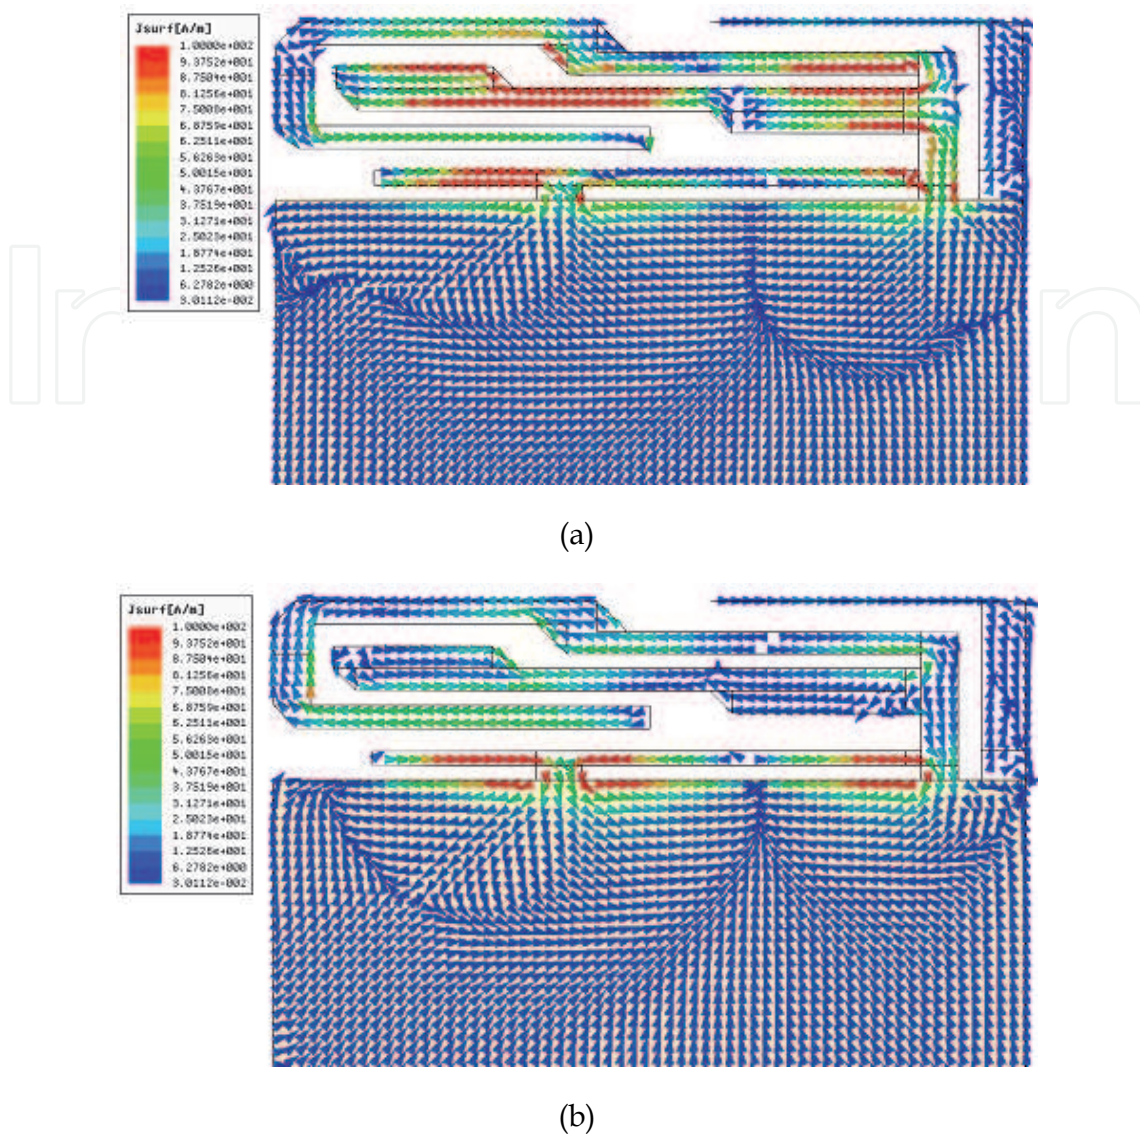 Jsurf[A/m]
1.0000e+002
9.3752e+001
8.7504e+001
8.1256e+001
7.5008e+001
6.8759e+001
6.2511e+001
5.6263e+001
5.0015e+001
4.3767e+001
3.7519e+001
3.1271e+001
2.5023e+001
1.8774e+001
1.2526e+001
6.2782e+000
3.0112e-002
(a)
Jsurf[A/m]
1.0000e+002
9.3752e+001
8.7504e+001
8.1256e+001
7.5008e+001
6.8759e+001
6.2511e+001
5.6263e+001
5.0015e+001
4.3767e+001
3.7519e+001
3.1271e+001
2.5023e+001
1.8774e+001
1.2526e+001
6.2782e+000
3.0112e-002
(b)